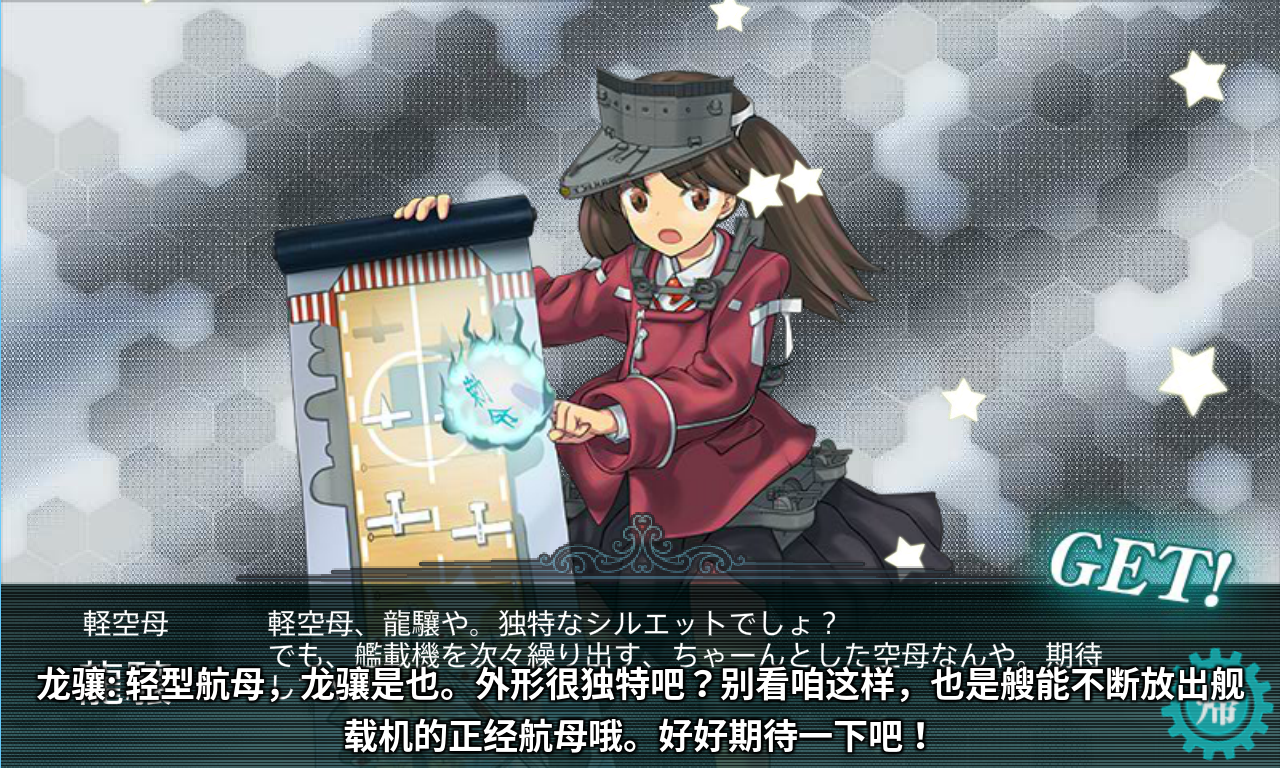 GET!
軽空母
軽空母、龍驤や。独特なシルエットでしょ？
でも、艦載機を次々繰り出す、ちゃーんとした空母なんや。期待
龙骧：轻型航母，龙骧是也。外形很独特吧？别看咱这样，也是艘能不断放出舰
载机的正经航母哦。好好期待一下吧！